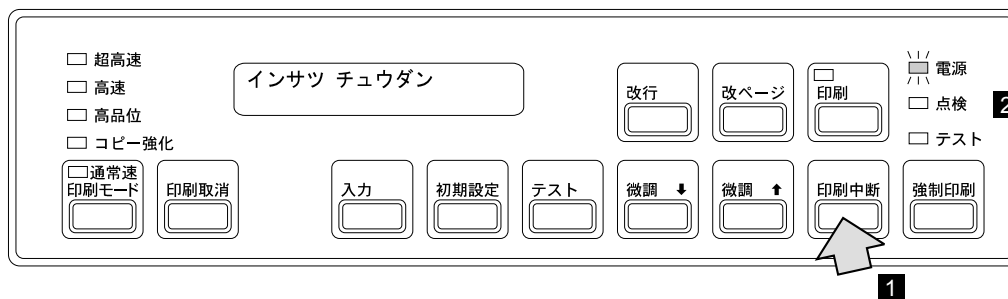 超高速
高速
高品位
コピー強化
通常速
印刷モード
印刷取消
インサツ チュウダン
入力
初期設定
テスト
改行
改ページ
印刷
微調 ⬇
微調 ⬆
印刷中断
強制印刷
電源
点検
テスト
2
1